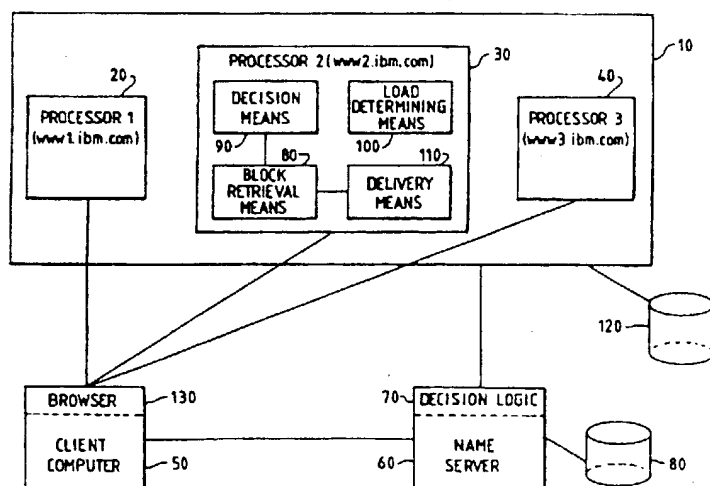 10
30
PROCESSOR 2(www2.ibm.com)
20
PROCESSOR 1
(www1.ibm.com)
DECISION
MEANS
90
LOAD
DETERMINING
MEANS
100
80
BLOCK
RETRIEVAL
MEANS
110
DELIVERY
MEANS
40
PROCESSOR 3
(www3 ibm.com)
120
BROWSER
130
CLIENT
COMPUTER
50
70
DECISION LOGIC
60
NAME
SERVER
80